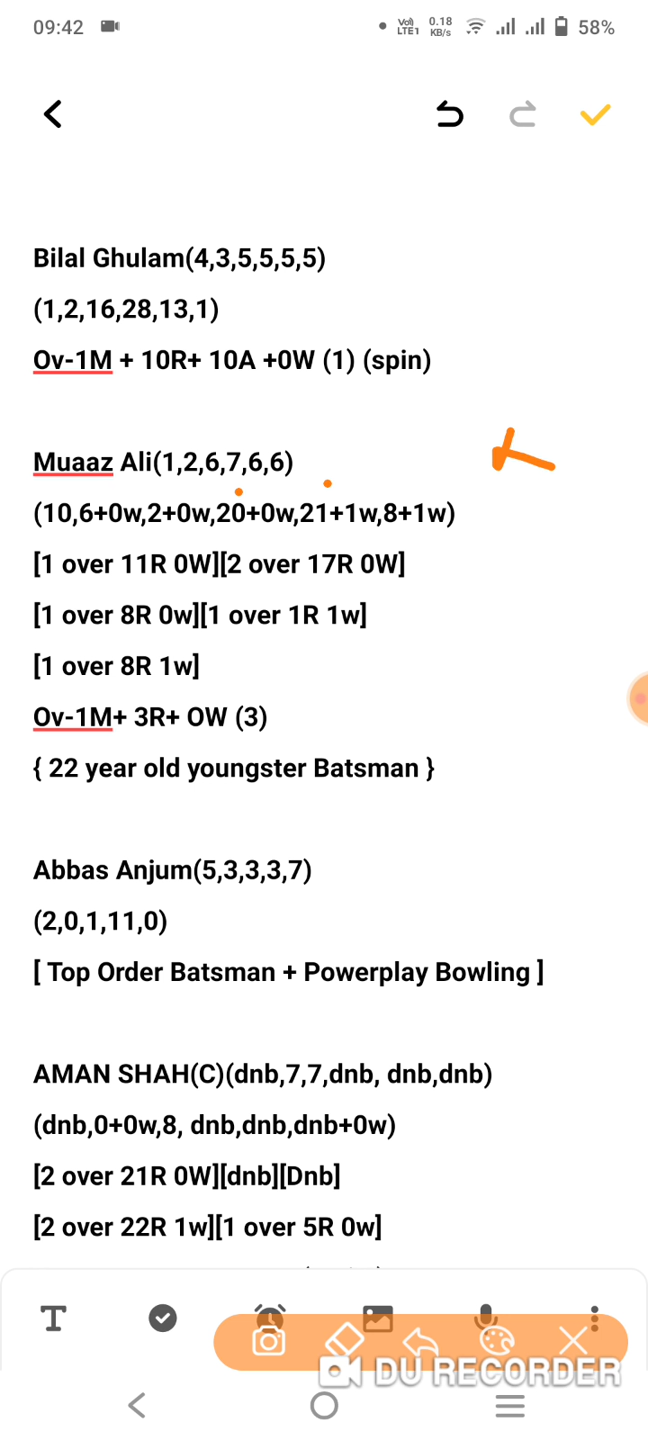 09:42
Vo) LTE1 0.18 KB/s 58%
Bilal Ghulam(4,3,5,5,5,5)
(1,2,16,28,13,1)
Ov-1M + 10R+ 10A +0W (1) (spin)
Muaaz Ali(1,2,6,7,6,6)
(10,6+0w,2+0w,20+0w,21+1w,8+1w)
[1 over 11R 0W][2 over 17R 0W]
[1 over 8R 0w][1 over 1R 1w]
[1 over 8R 1w]
Ov-1M+ 3R+ OW (3)
{ 22 year old youngster Batsman }
Abbas Anjum(5,3,3,3,7)
(2,0,1,11,0)
[ Top Order Batsman + Powerplay Bowling ]
AMAN SHAH(C)(dnb,7,7,dnb, dnb,dnb)
(dnb,0+0w,8, dnb,dnb,dnb+0w)
[2 over 21R 0W][dnb][Dnb]
[2 over 22R 1w][1 over 5R 0w]
T
DU RECORDER